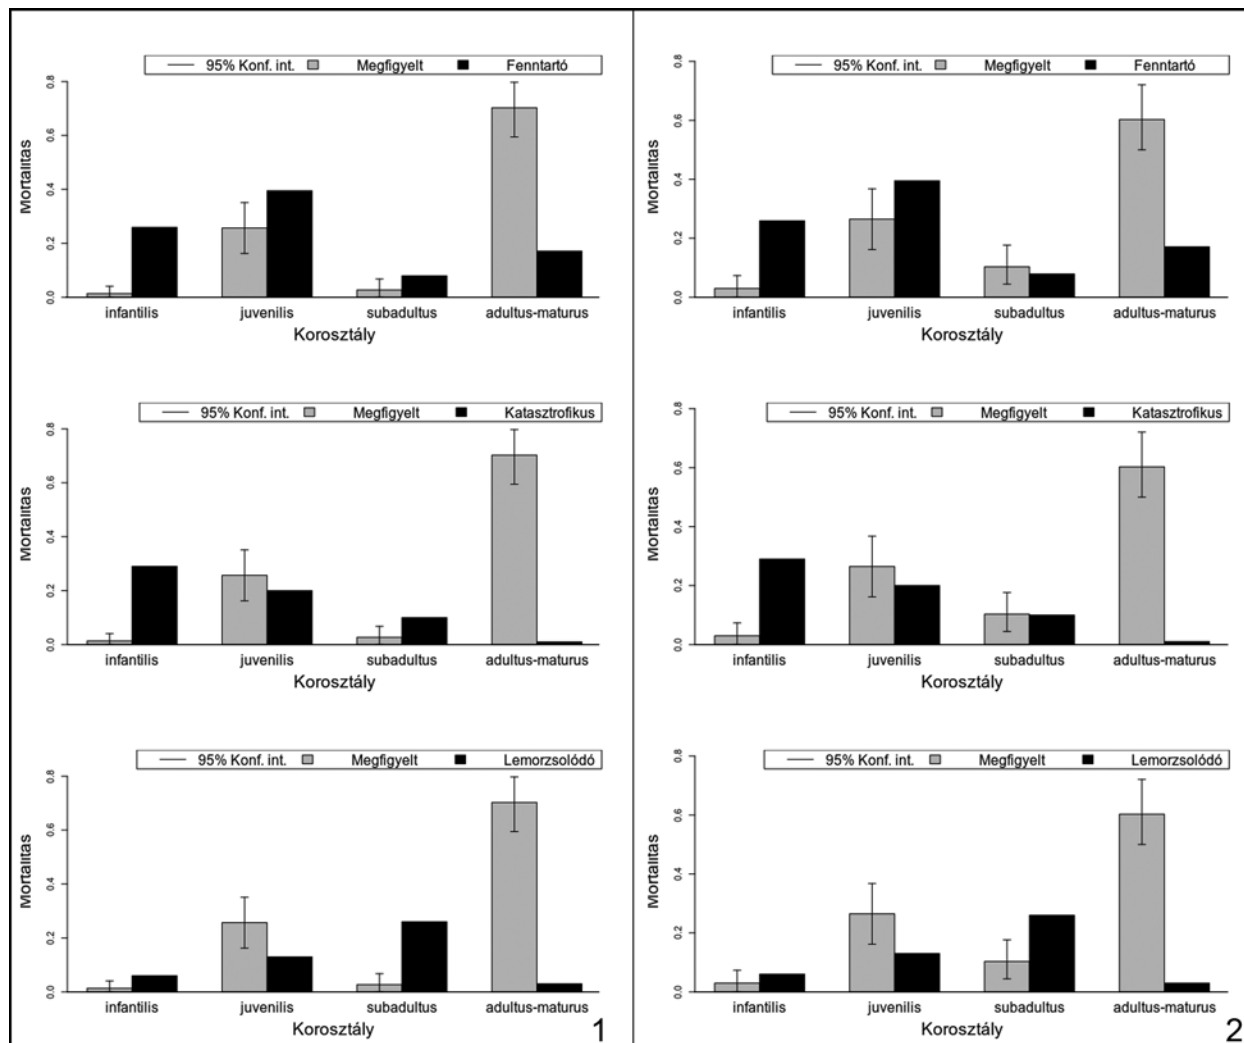 95% Konf. int. Megfigyelt Fenntartó
Mortalitás
0.0 0.2 0.4 0.6 0.8
infantilis juvenilis subadultus adultus-maturus
Korosztály
95% Konf. int. Megfigyelt Katasztrofikus
Mortalitás
0.0 0.2 0.4 0.6 0.8
infantilis juvenilis subadultus adultus-maturus
Korosztály
95% Konf. int. Megfigyelt Lemorzsolódó
Mortalitás
0.0 0.2 0.4 0.6 0.8
infantilis juvenilis subadultus adultus-maturus
Korosztály
1
95% Konf. int. Megfigyelt Fenntartó
Mortalitás
0.0 0.2 0.4 0.6 0.8
infantilis juvenilis subadultus adultus-maturus
Korosztály
95% Konf. int. Megfigyelt Katasztrofikus
Mortalitás
0.0 0.2 0.4 0.6 0.8
infantilis juvenilis subadultus adultus-maturus
Korosztály
95% Konf. int. Megfigyelt Lemorzsolódó
Mortalitás
0.0 0.2 0.4 0.6 0.8
infantilis juvenilis subadultus adultus-maturus
Korosztály
2